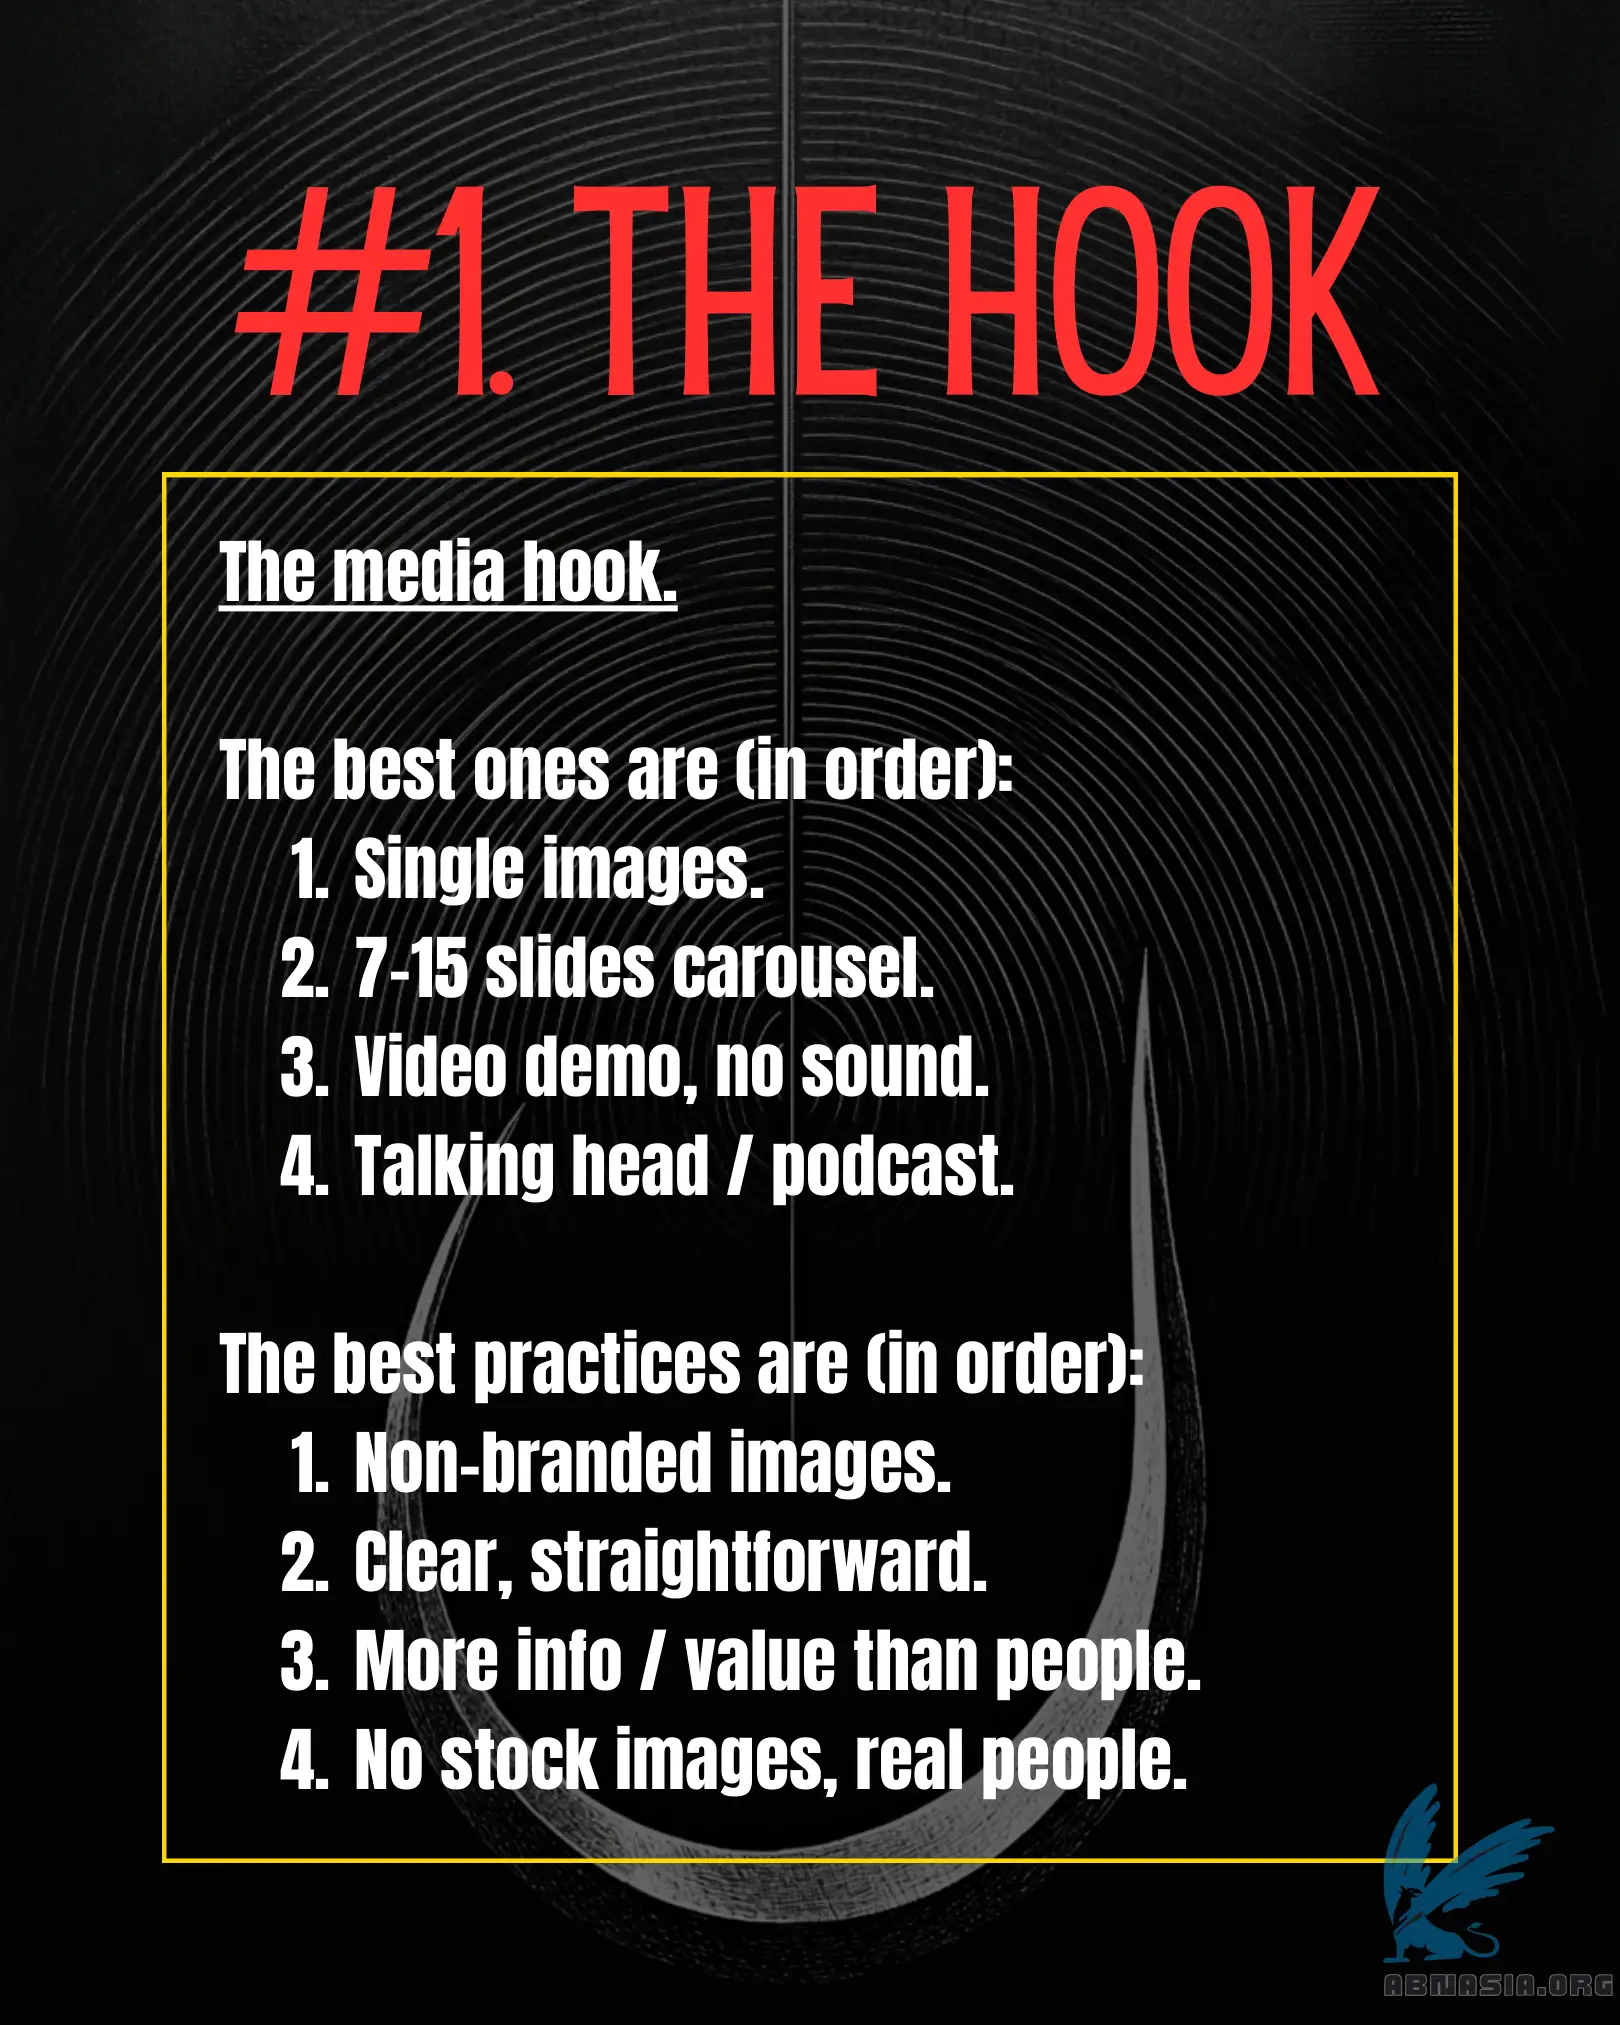 #1. THE HOOK
The media hook.
The best ones are (in order):
1. Single images.
2. 7-15 slides carousel.
3. Video demo, no sound.
4. Talking head / podcast.
The best practices are (in order):
1. Non-branded images.
2. Clear, straightforward.
3. More info / value than people.
4. No stock images, real people.
ABNASIA.ORG